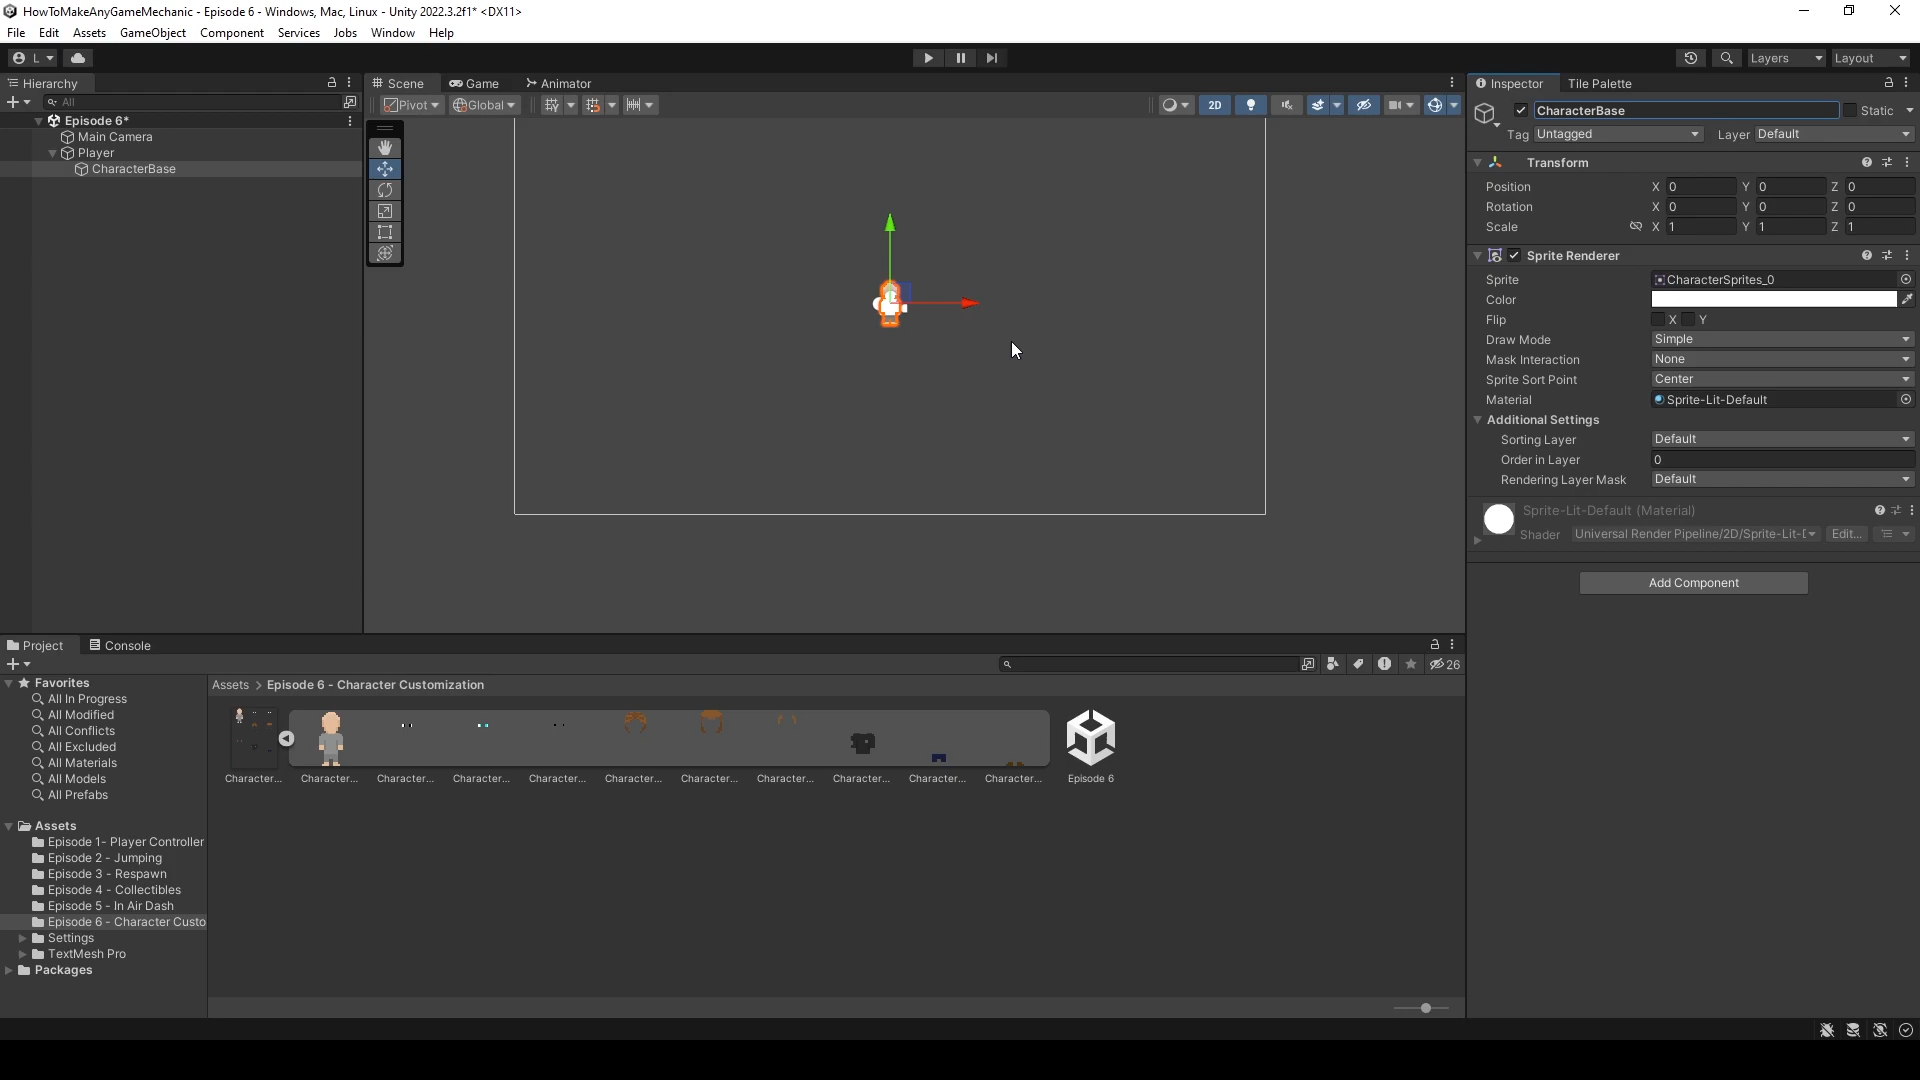 HowToMakeAnyGameMechanic - Episode 6 - Windows, Mac, Linux - Unity 2022.3.2f1* <DX11>
File Edit Assets GameObject Component Services Jobs Window Help
L Layers Layout
Hierarchy
All
Episode 6*
Main Camera
Player
CharacterBase
Scene Game Animator
Pivot Global 2D
Inspector Tile Palette
CharacterBase Static
Tag Untagged Layer Default
Transform
Position X 0 Y 0 Z 0
Rotation X 0 Y 0 Z 0
Scale X 1 Y 1 Z 1
Sprite Renderer
Sprite CharacterSprites_0
Color
Flip X Y
Draw Mode Simple
Mask Interaction None
Sprite Sort Point Center
Material Sprite-Lit-Default
Additional Settings
Sorting Layer Default
Order in Layer 0
Rendering Layer Mask Default
Sprite-Lit-Default (Material)
Shader Universal Render Pipeline/2D/Sprite-Lit-D Edit...
Add Component
Project Console
26
Favorites
All In Progress
All Modified
All Conflicts
All Excluded
All Materials
All Models
All Prefabs
Assets
Episode 1- Player Controller
Episode 2 - Jumping
Episode 3 - Respawn
Episode 4 - Collectibles
Episode 5 - In Air Dash
Episode 6 - Character Custo
Settings
TextMesh Pro
Packages
Assets > Episode 6 - Character Customization
Character... Character... Character... Character... Character... Character... Character... Character... Character... Character... Character... Episode 6